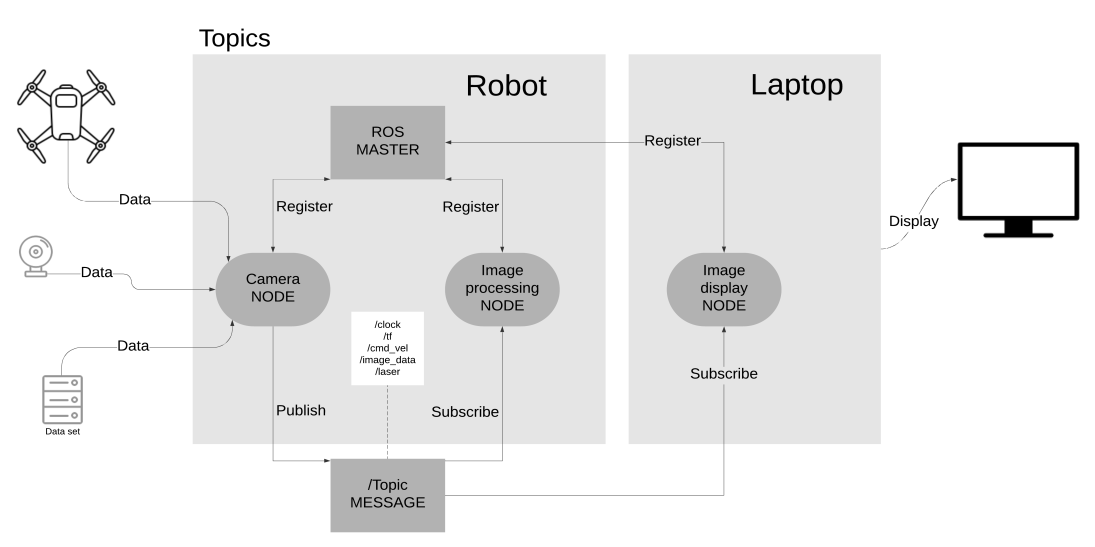 Topics
Robot
Laptop
ROS
MASTER
Register
Data
Register
Register
Display
Data
Camera
NODE
Image
processing
NODE
Image
display
NODE
/clock
/tf
/cmd_vel
/image_data
/laser
Data
Subscribe
Publish
Subscribe
Data set
/Topic
MESSAGE